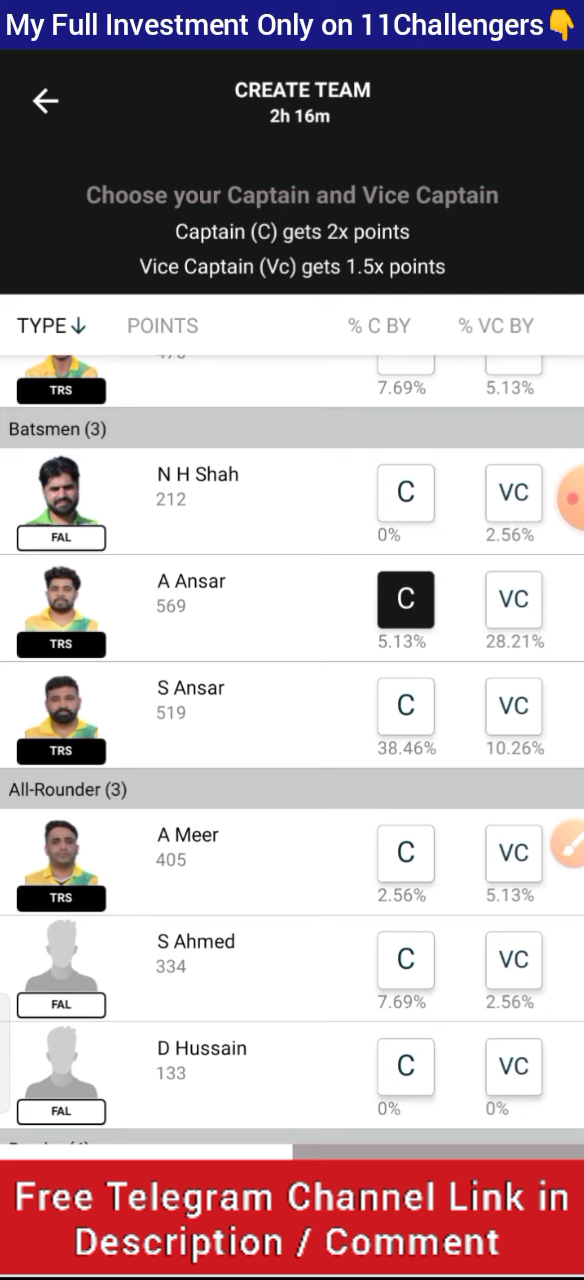 My Full Investment Only on 11Challengers👇
CREATE TEAM
2h 16m
Choose your Captain and Vice Captain
Captain (C) gets 2x points
Vice Captain (Vc) gets 1.5x points
TYPE↓ POINTS % C BY % VC BY
TRS 7.69% 5.13%
Batsmen (3)
N H Shah
212 C VC
FAL 0% 2.56%
A Ansar
569 C VC
TRS 5.13% 28.21%
S Ansar
519 C VC
TRS 38.46% 10.26%
All-Rounder (3)
A Meer
405 C VC
TRS 2.56% 5.13%
S Ahmed
334 C VC
FAL 7.69% 2.56%
D Hussain
133 C VC
FAL 0% 0%
Free Telegram Channel Link in
Description / Comment